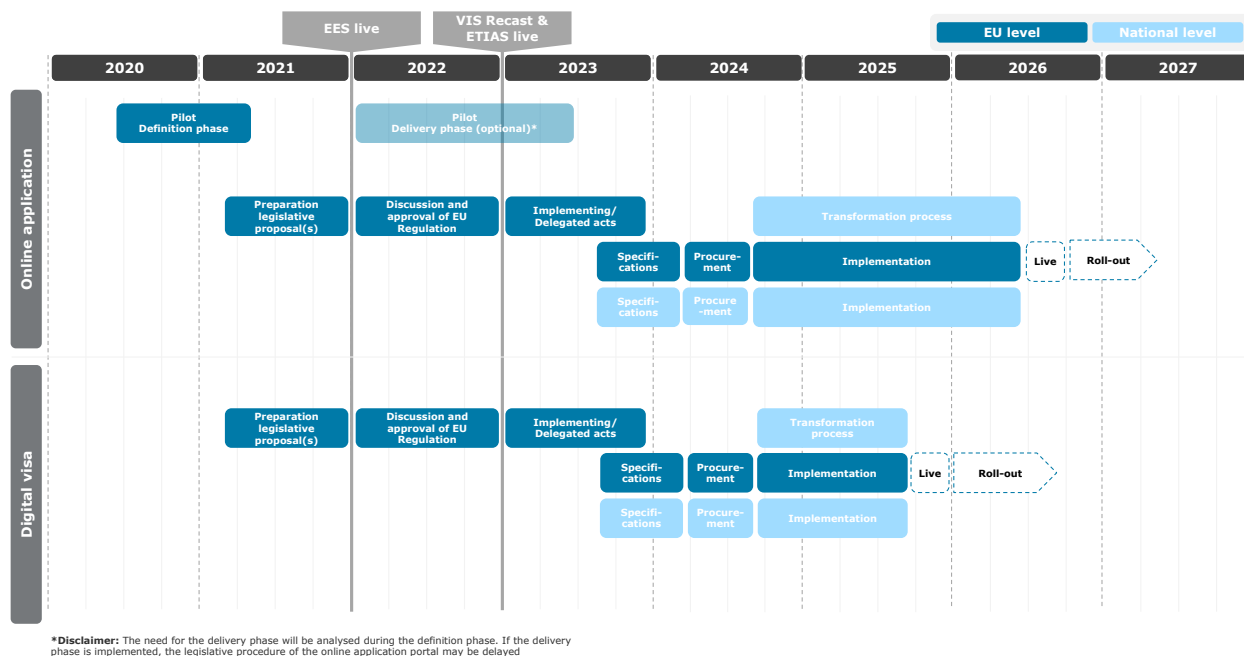 EES live
VIS Recast &
ETIAS live
EU level
National level
2020
2021
2022
2023
2024
2025
2026
2027
Online application
Pilot
Definition phase
Pilot
Delivery phase (optional)*
Preparation
legislative
proposal(s)
Discussion and
approval of EU
Regulation
Implementing/
Delegated acts
Transformation process
Specifi-
cations
Procure-
ment
Implementation
Live
Roll-out
Specifi-
cations
Procure
-ment
Implementation
Digital visa
Preparation
legislative
proposal(s)
Discussion and
approval of EU
Regulation
Implementing/
Delegated acts
Transformation
process
Specifi-
cations
Procure-
ment
Implementation
Live
Roll-out
Specifi-
cations
Procure-
ment
Implementation
*Disclaimer: The need for the delivery phase will be analysed during the definition phase. If the delivery
phase is implemented, the legislative procedure of the online application portal may be delayed